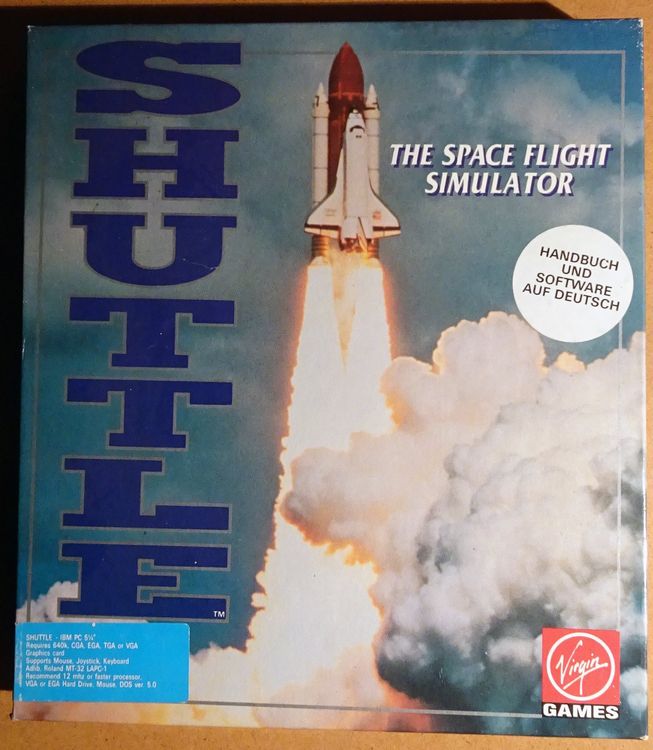 SHUTTLE™
THE SPACE FLIGHT
SIMULATOR
HANDBUCH
UND
SOFTWARE
AUF DEUTSCH
SHUTTLE - IBM PC 5¼"
Requires 640k, CGA, EGA, TGA or VGA
Graphics card
Supports Mouse, Joystick, Keyboard
Adlib, Roland MT-32 LAPC-1
Recommend 12 mhz or faster processor,
VGA or EGA Hard Drive, Mouse, DOS ver. 5.0
Virgin
GAMES